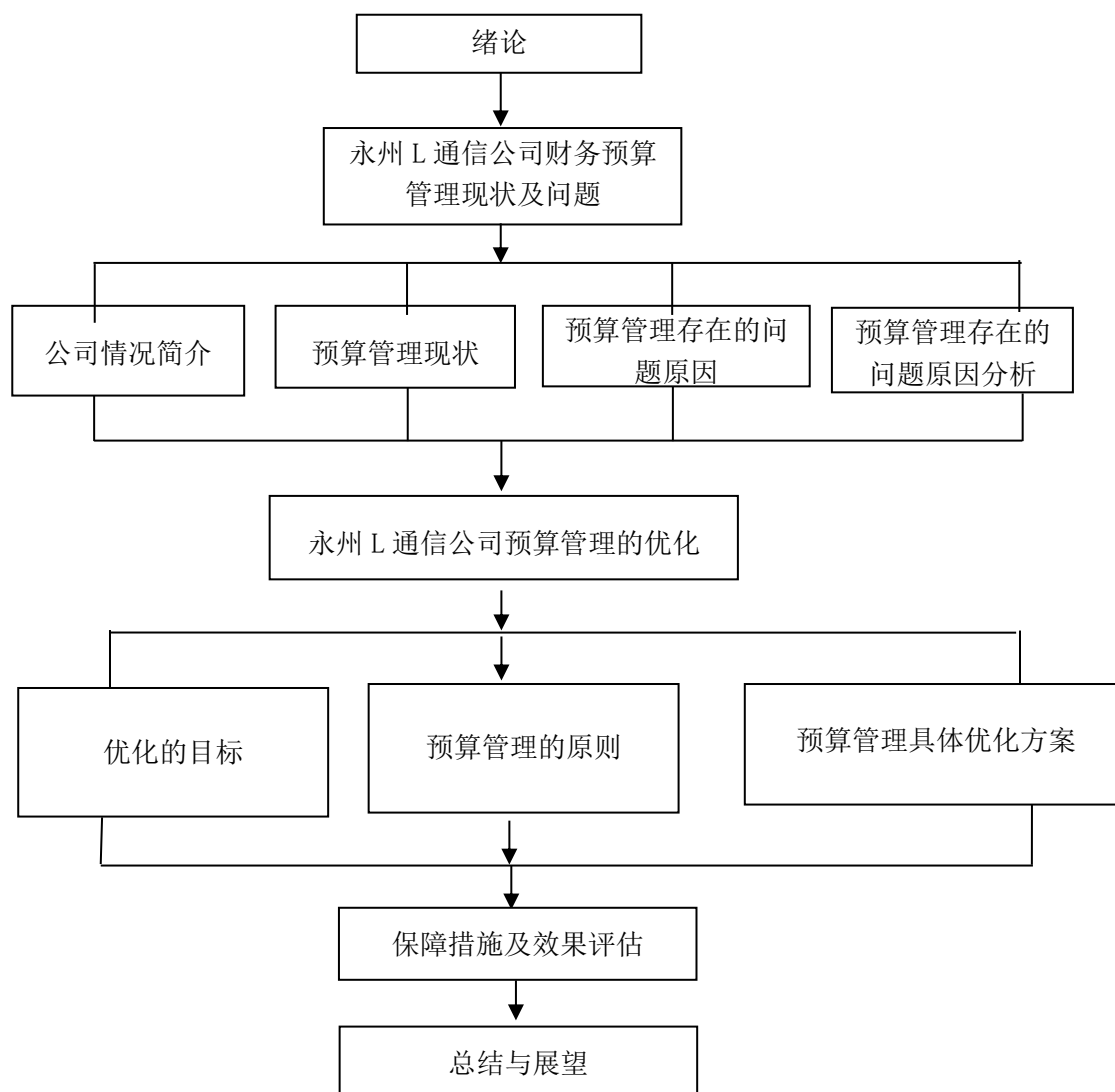 绪论
永州 L 通信公司财务预算
管理现状及问题
公司情况简介
预算管理现状
预算管理存在的问
题原因
预算管理存在的
问题原因分析
永州 L 通信公司预算管理的优化
优化的目标
预算管理的原则
预算管理具体优化方案
保障措施及效果评估
总结与展望